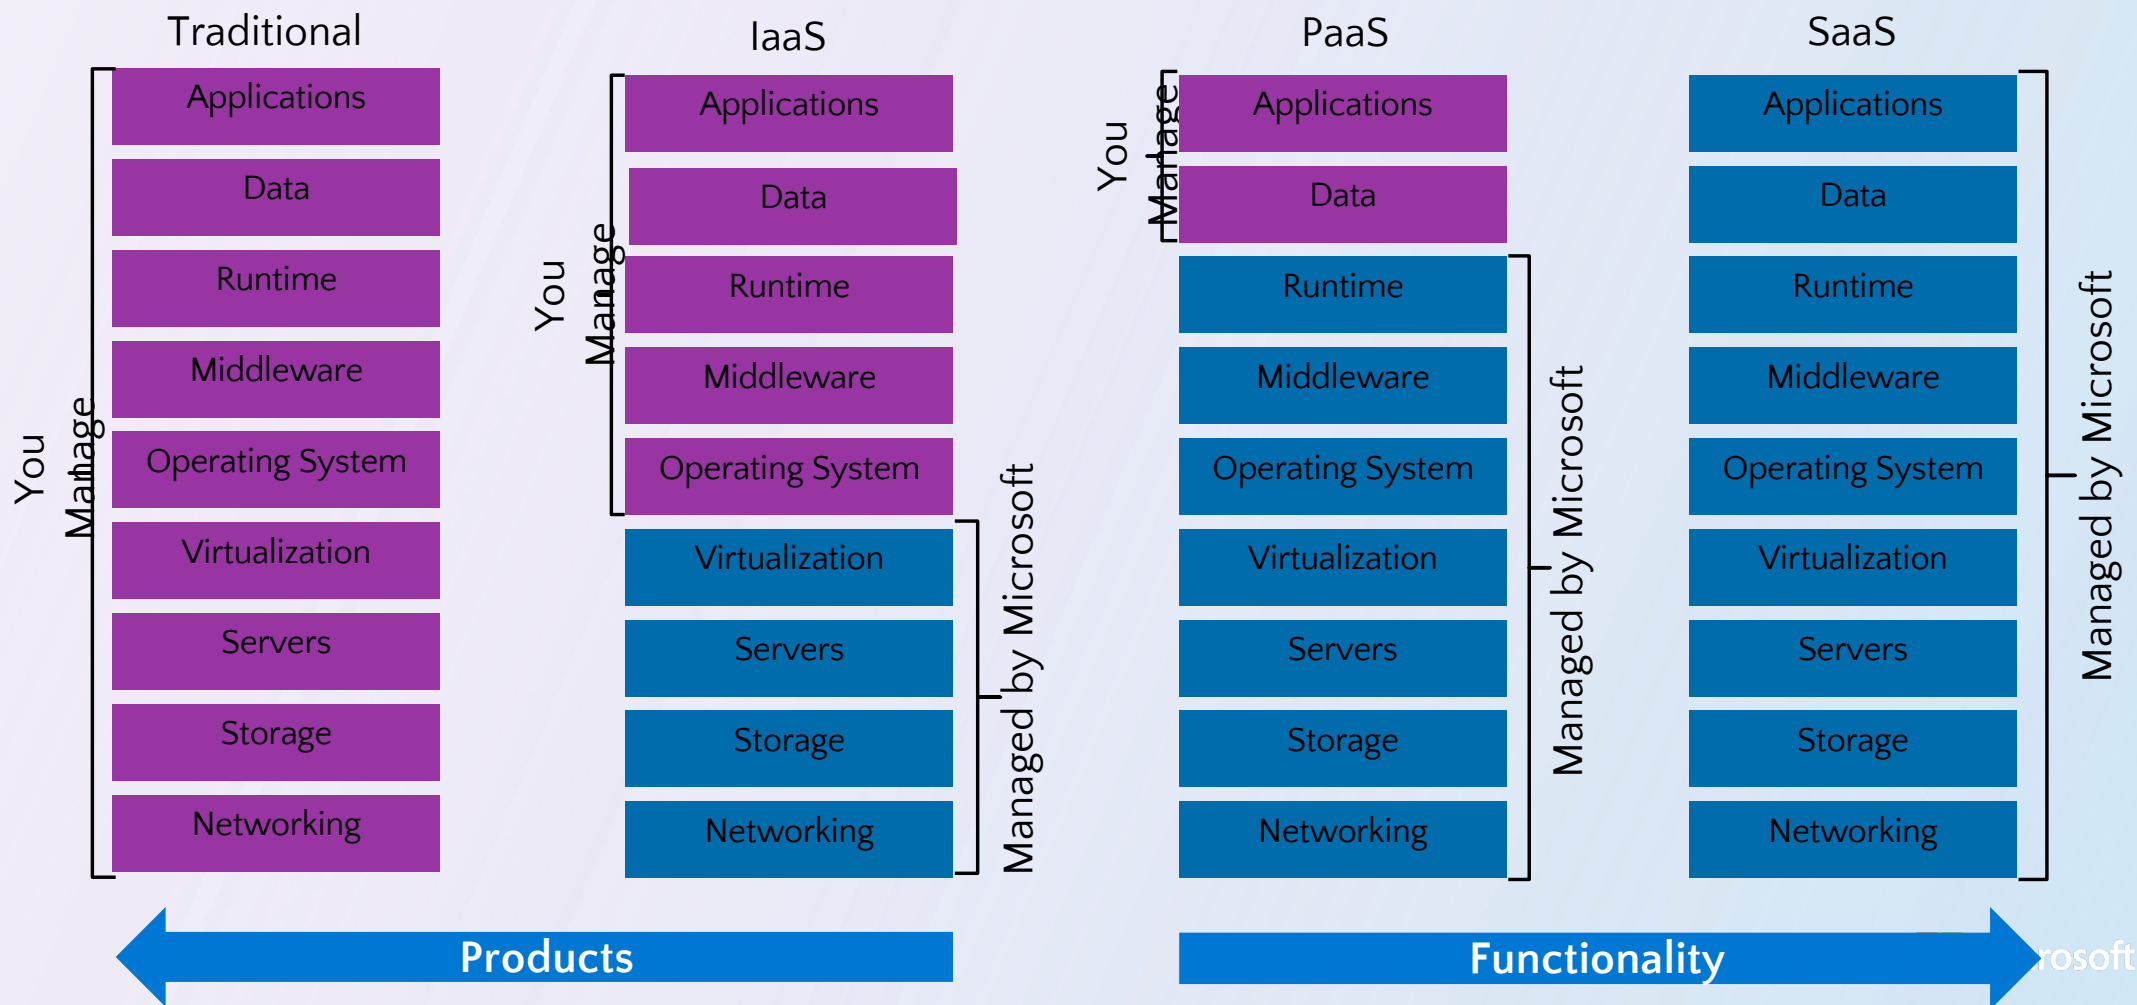 Traditional
Applications
Data
Runtime
Middleware
Operating System
Virtualization
Servers
Storage
Networking
You
Manage
IaaS
Applications
Data
Runtime
Middleware
Operating System
Virtualization
Servers
Storage
Networking
You
Manage
Managed by Microsoft
PaaS
Applications
Data
Runtime
Middleware
Operating System
Virtualization
Servers
Storage
Networking
You
Manage
Managed by Microsoft
SaaS
Applications
Data
Runtime
Middleware
Operating System
Virtualization
Servers
Storage
Networking
Managed by Microsoft
Products
Functionality
rosoft